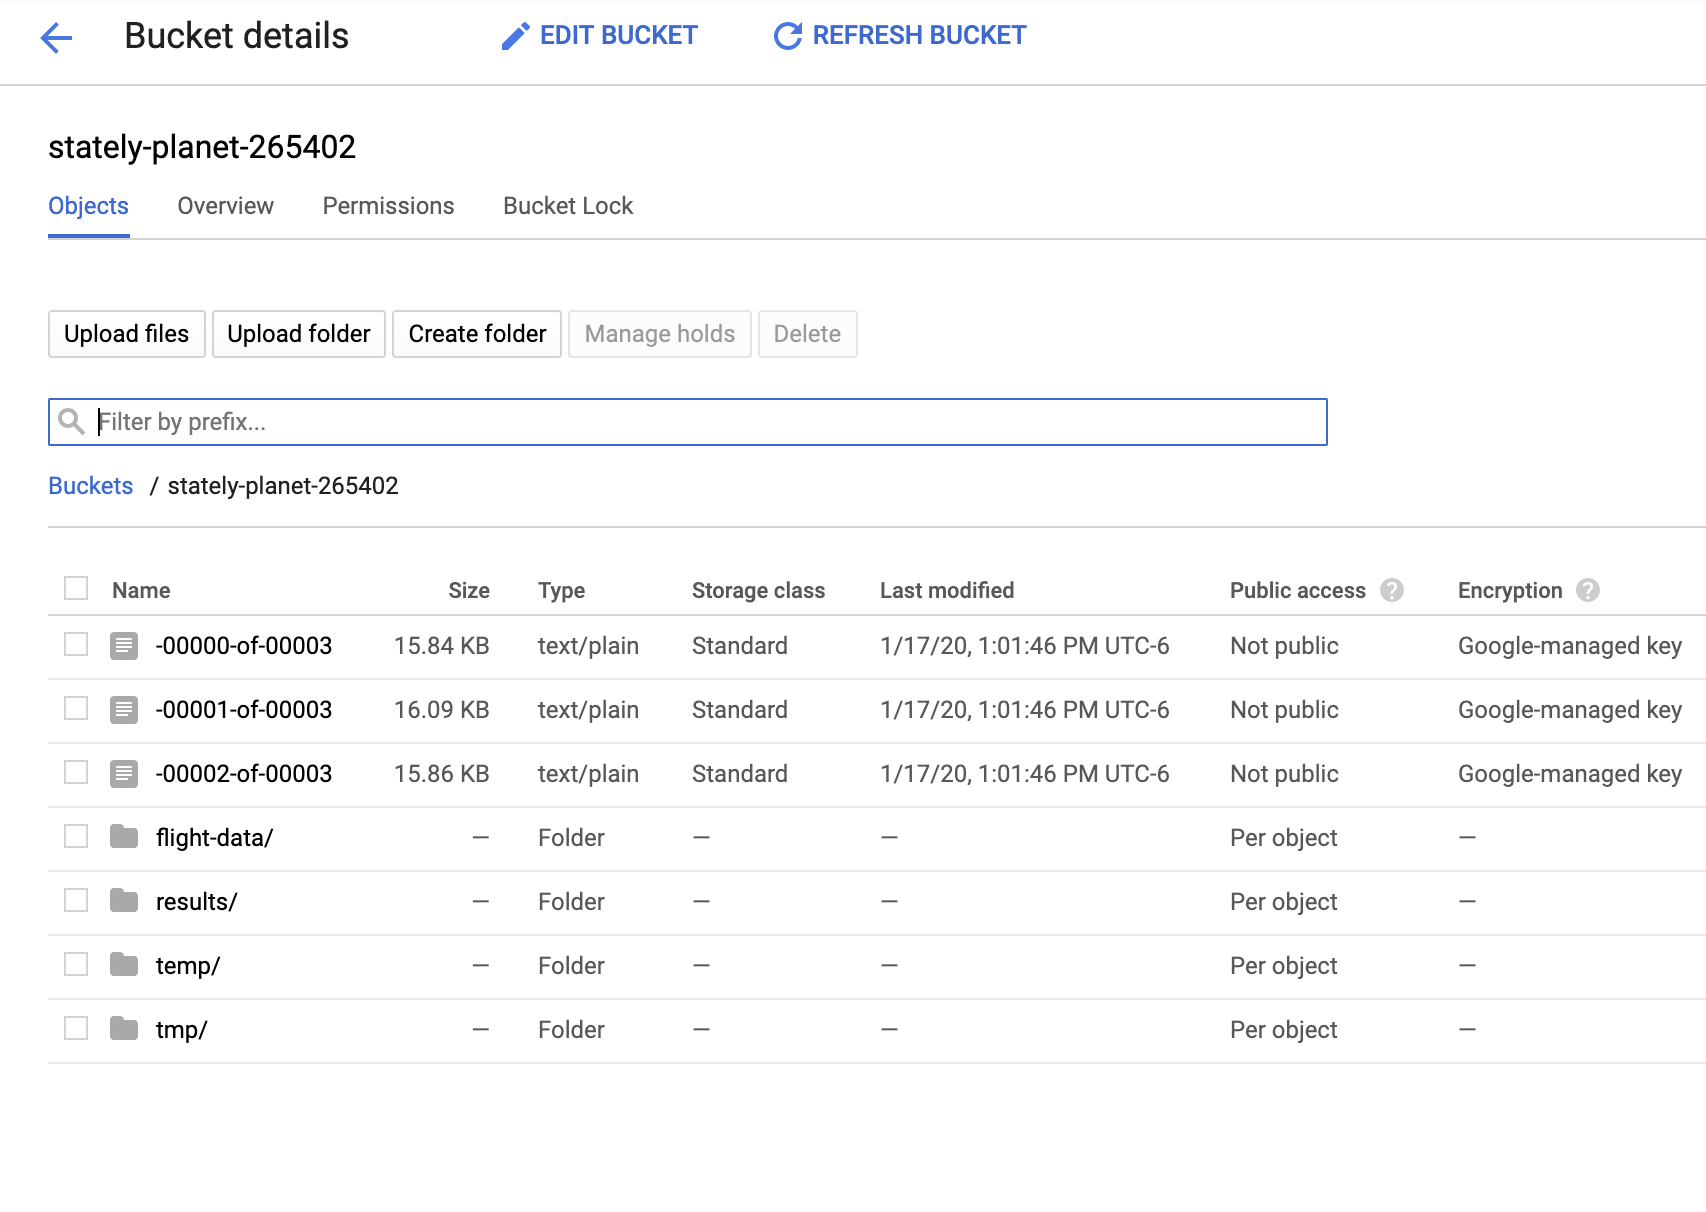 Bucket details EDIT BUCKET REFRESH BUCKET
stately-planet-265402
Objects Overview Permissions Bucket Lock
Upload files Upload folder Create folder Manage holds Delete
Filter by prefix...
Buckets / stately-planet-265402
Name Size Type Storage class Last modified Public access ? Encryption ?
-00000-of-00003 15.84 KB text/plain Standard 1/17/20, 1:01:46 PM UTC-6 Not public Google-managed key
-00001-of-00003 16.09 KB text/plain Standard 1/17/20, 1:01:46 PM UTC-6 Not public Google-managed key
-00002-of-00003 15.86 KB text/plain Standard 1/17/20, 1:01:46 PM UTC-6 Not public Google-managed key
flight-data/ — Folder — — Per object —
results/ — Folder — — Per object —
temp/ — Folder — — Per object —
tmp/ — Folder — — Per object —